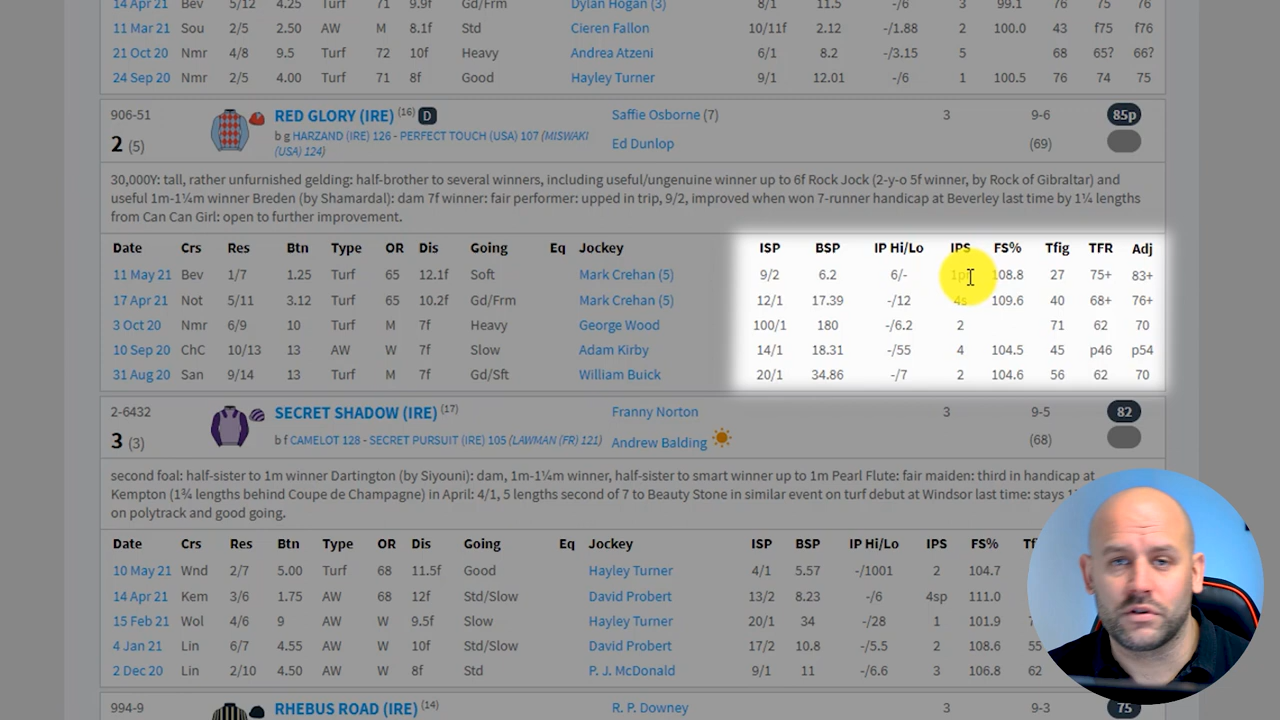 14 Apr 21 Bev 5/12 4.25 Turf 71 9.9f Gd/Frm Dylan Hogan (3) 8/1 11.5 -/6 3 99.1 76 75 76
11 Mar 21 Sou 2/5 2.50 AW M 8.1f Std Cieren Fallon 10/11f 2.12 -/1.88 2 100.0 43 f75 f76
21 Oct 20 Nmr 4/8 9.5 Turf 72 10f Heavy Andrea Atzeni 6/1 8.2 -/3.15 5 68 65? 66?
24 Sep 20 Nmr 2/5 4.00 Turf 71 8f Good Hayley Turner 9/1 12.01 -/6 1 100.5 76 74 75
906-51 RED GLORY (IRE) (16) D Saffie Osborne (7) 3 9-6 85p
2 (5) b g HARZAND (IRE) 126 - PERFECT TOUCH (USA) 107 (MISWAKI Ed Dunlop (69)
(USA) 124)
30,000Y: tall, rather unfurnished gelding: half-brother to several winners, including useful/ungenuine winner up to 6f Rock Jock (2-y-o 5f winner, by Rock of Gibraltar) and
useful 1m-1¼m winner Breden (by Shamardal): dam 7f winner: fair performer: upped in trip, 9/2, improved when won 7-runner handicap at Beverley last time by 1¼ lengths
from Can Can Girl: open to further improvement.
Date Crs Res Btn Type OR Dis Going Eq Jockey ISP BSP IP Hi/Lo IPS FS% Tfig TFR Adj
11 May 21 Bev 1/7 1.25 Turf 65 12.1f Soft Mark Crehan (5) 9/2 6.2 6/- 1p 108.8 27 75+ 83+
17 Apr 21 Not 5/11 3.12 Turf 65 10.2f Gd/Frm Mark Crehan (5) 12/1 17.39 -/12 4s 109.6 40 68+ 76+
3 Oct 20 Nmr 6/9 10 Turf M 7f Heavy George Wood 100/1 180 -/6.2 2 71 62 70
10 Sep 20 ChC 10/13 13 AW W 7f Slow Adam Kirby 14/1 18.31 -/55 4 104.5 45 p46 p54
31 Aug 20 San 9/14 13 Turf M 7f Gd/Sft William Buick 20/1 34.86 -/7 2 104.6 56 62 70
2-6432 SECRET SHADOW (IRE) (17) Franny Norton 3 9-5 82
3 (3) b f CAMELOT 128 - SECRET PURSUIT (IRE) 105 (LAWMAN (FR) 121) Andrew Balding (68)
second foal: half-sister to 1m winner Dartington (by Siyouni): dam, 1m-1¼m winner, half-sister to smart winner up to 1m Pearl Flute: fair maiden: third in handicap at
Kempton (1¾ lengths behind Coupe de Champagne) in April: 4/1, 5 lengths second of 7 to Beauty Stone in similar event on turf debut at Windsor last time: stays
on polytrack and good going.
Date Crs Res Btn Type OR Dis Going Eq Jockey ISP BSP IP Hi/Lo IPS FS%
10 May 21 Wnd 2/7 5.00 Turf 68 11.5f Good Hayley Turner 4/1 5.57 -/1001 2 104.7
14 Apr 21 Kem 3/6 1.75 AW 68 12f Std/Slow David Probert 13/2 8.23 -/6 4sp 111.0
15 Feb 21 Wol 4/6 9 AW W 9.5f Slow Hayley Turner 20/1 34 -/28 1 101.9
4 Jan 21 Lin 6/7 4.55 AW W 10f Std/Slow David Probert 17/2 10.8 -/5.5 2 108.6 55
2 Dec 20 Lin 2/10 4.50 AW W 8f Std P. J. McDonald 9/1 11 -/6.6 3 106.8 62
994-9 RHEBUS ROAD (IRE) (14) R. P. Downey 3 9-3 75